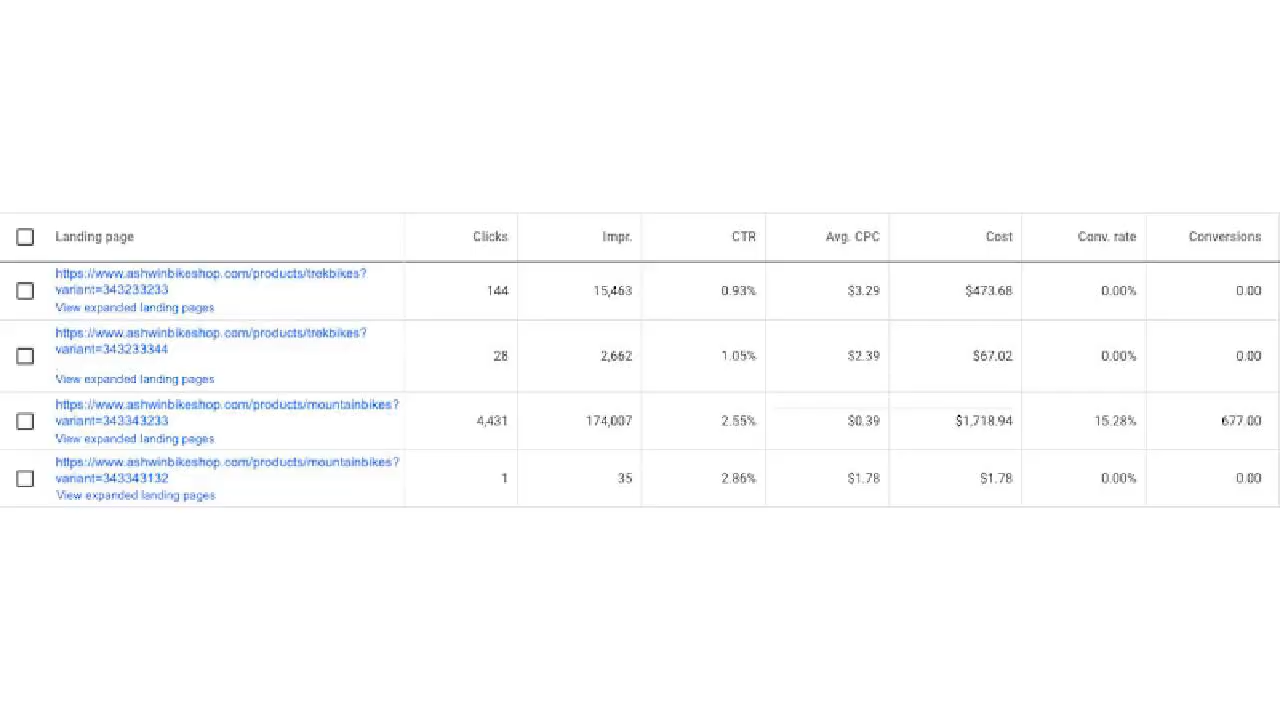 Landing page Clicks Impr. CTR Avg. CPC Cost Conv. rate Conversions
https://www.ashwinbikeshop.com/products/trekbikes?
variant=343233233
View expanded landing pages
144 15,463 0.93% $3.29 $473.68 0.00% 0.00
https://www.ashwinbikeshop.com/products/trekbikes?
variant=343233344
View expanded landing pages
28 2,662 1.05% $2.39 $67.02 0.00% 0.00
https://www.ashwinbikeshop.com/products/mountainbikes?
variant=343343233
View expanded landing pages
4,431 174,007 2.55% $0.39 $1,718.94 15.28% 677.00
https://www.ashwinbikeshop.com/products/mountainbikes?
variant=343343132
View expanded landing pages
1 35 2.86% $1.78 $1.78 0.00% 0.00